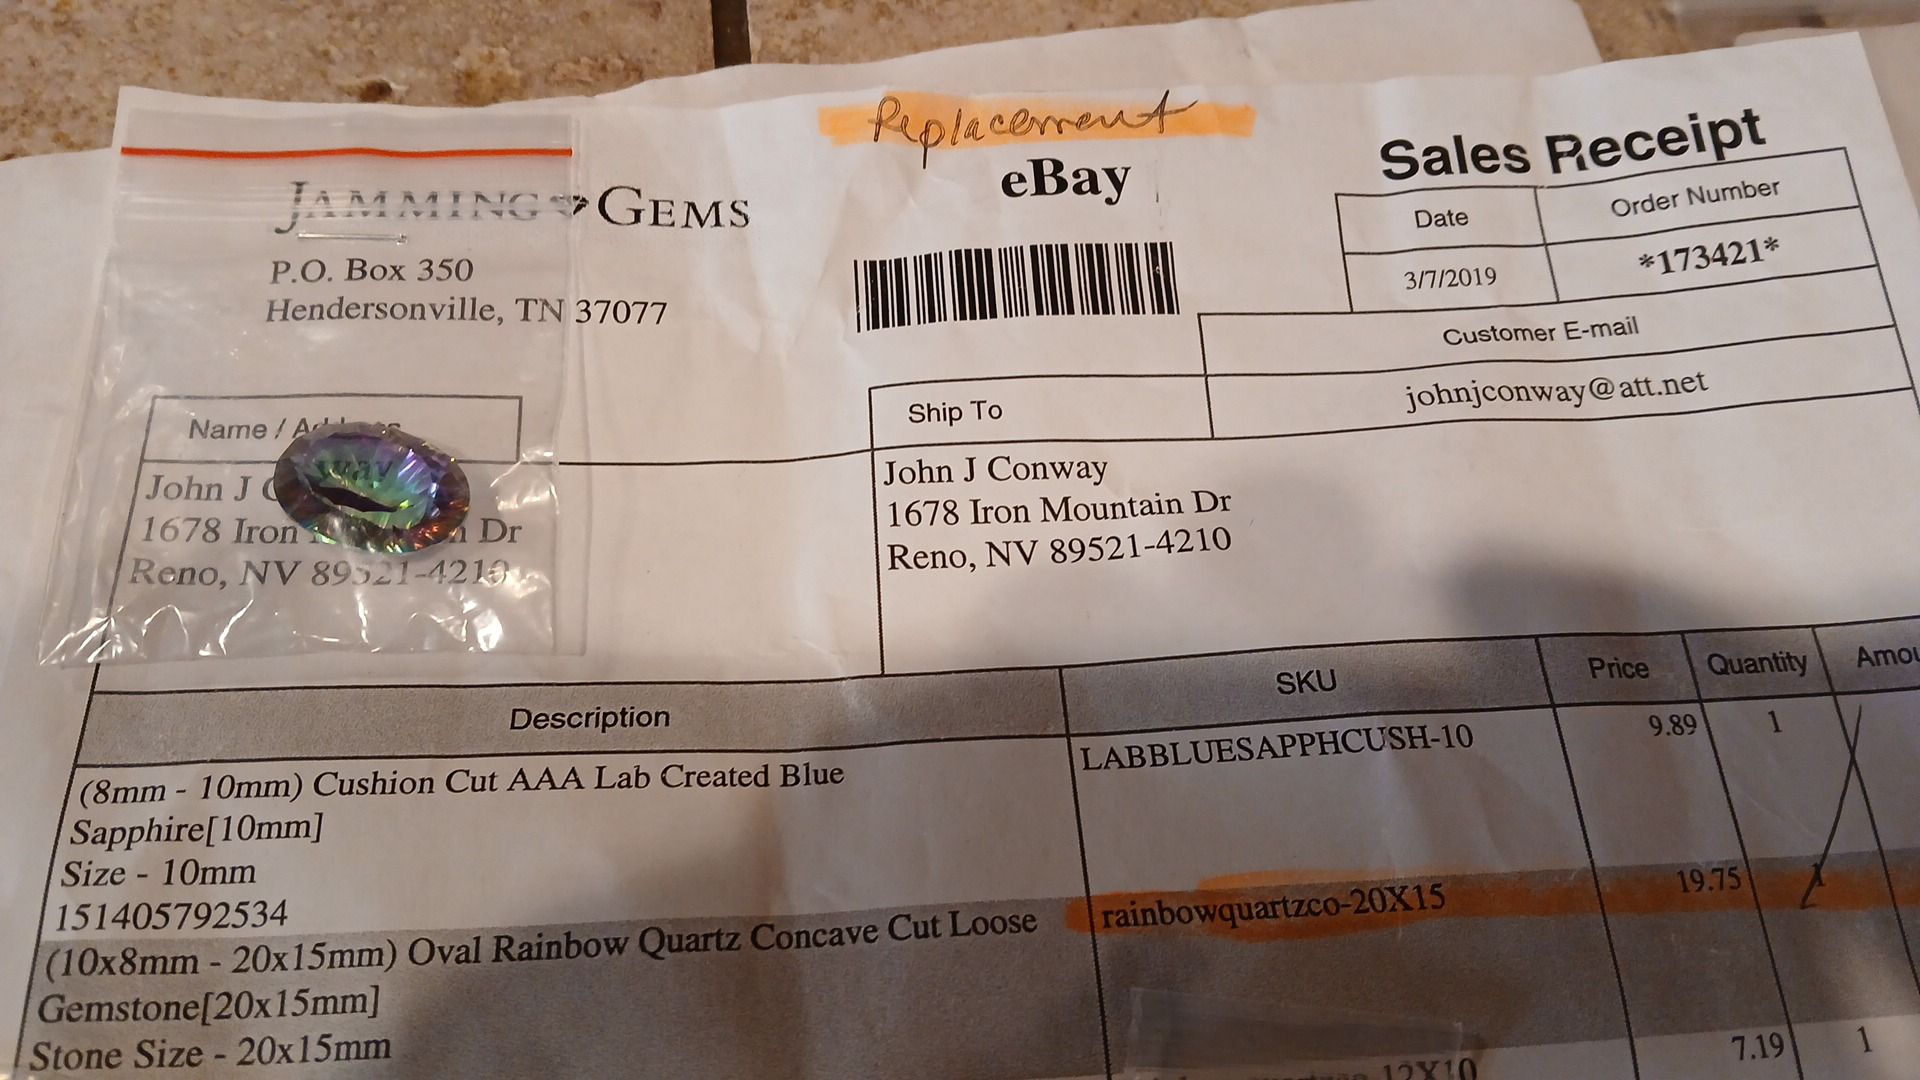 Replacement
eBay
Sales Receipt
JAMMING GEMS
P.O. Box 350
Hendersonville, TN 37077
Date
Order Number
3/7/2019
*173421*
Customer E-mail
johnjconway@att.net
Name /
Ship To
John J
1678 Iron Dr
Reno, NV 89521-4210
John J Conway
1678 Iron Mountain Dr
Reno, NV 89521-4210
Description SKU Price Quantity Amou
(8mm - 10mm) Cushion Cut AAA Lab Created Blue LABBLUESAPPHCUSH-10 9.89 1
Sapphire[10mm]
Size - 10mm
151405792534
(10x8mm - 20x15mm) Oval Rainbow Quartz Concave Cut Loose rainbowquartzco-20X15 19.75 1
Gemstone[20x15mm]
Stone Size - 20x15mm
7.19 1
12X10